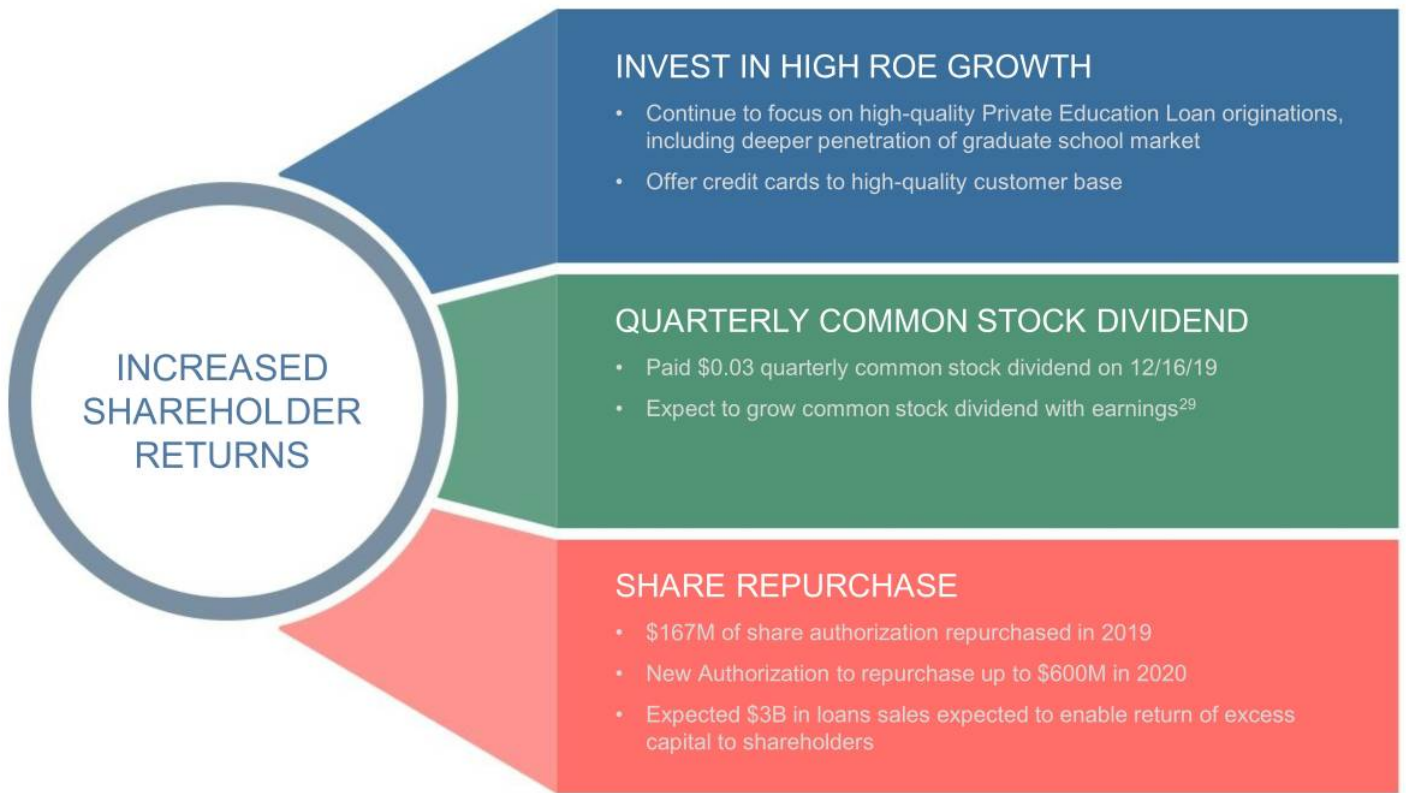 INCREASED
SHAREHOLDER
RETURNS
INVEST IN HIGH ROE GROWTH
• Continue to focus on high-quality Private Education Loan originations,
including deeper penetration of graduate school market
• Offer credit cards to high-quality customer base
QUARTERLY COMMON STOCK DIVIDEND
• Paid $0.03 quarterly common stock dividend on 12/16/19
• Expect to grow common stock dividend with earnings²⁹
SHARE REPURCHASE
• $167M of share authorization repurchased in 2019
• New Authorization to repurchase up to $600M in 2020
• Expected $3B in loans sales expected to enable return of excess
capital to shareholders